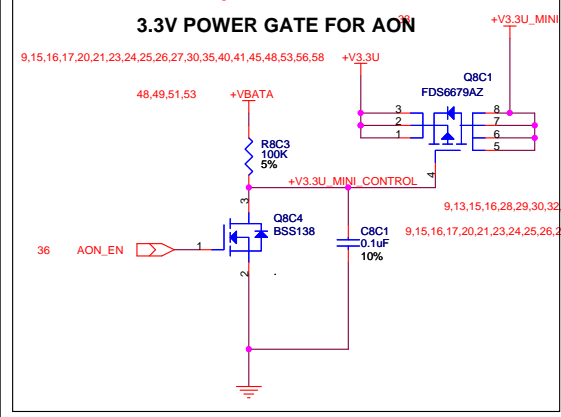 3.3V POWER GATE FOR AON
33
+V3.3U_MINI
9,15,16,17,20,21,23,24,25,26,27,30,35,40,41,45,48,53,56,58
+V3.3U
Q8C1
FDS6679AZ
48,49,51,53
+VBATA
3
2
1
8
7
6
5
4
R8C3
100K
5%
+V3.3U_MINI_CONTROL
3
Q8C4
BSS138
9,13,15,16,28,29,30,32,
9,15,16,17,20,21,23,24,25,26,2
C8C1
0.1uF
10%
36
AON_EN
1
2